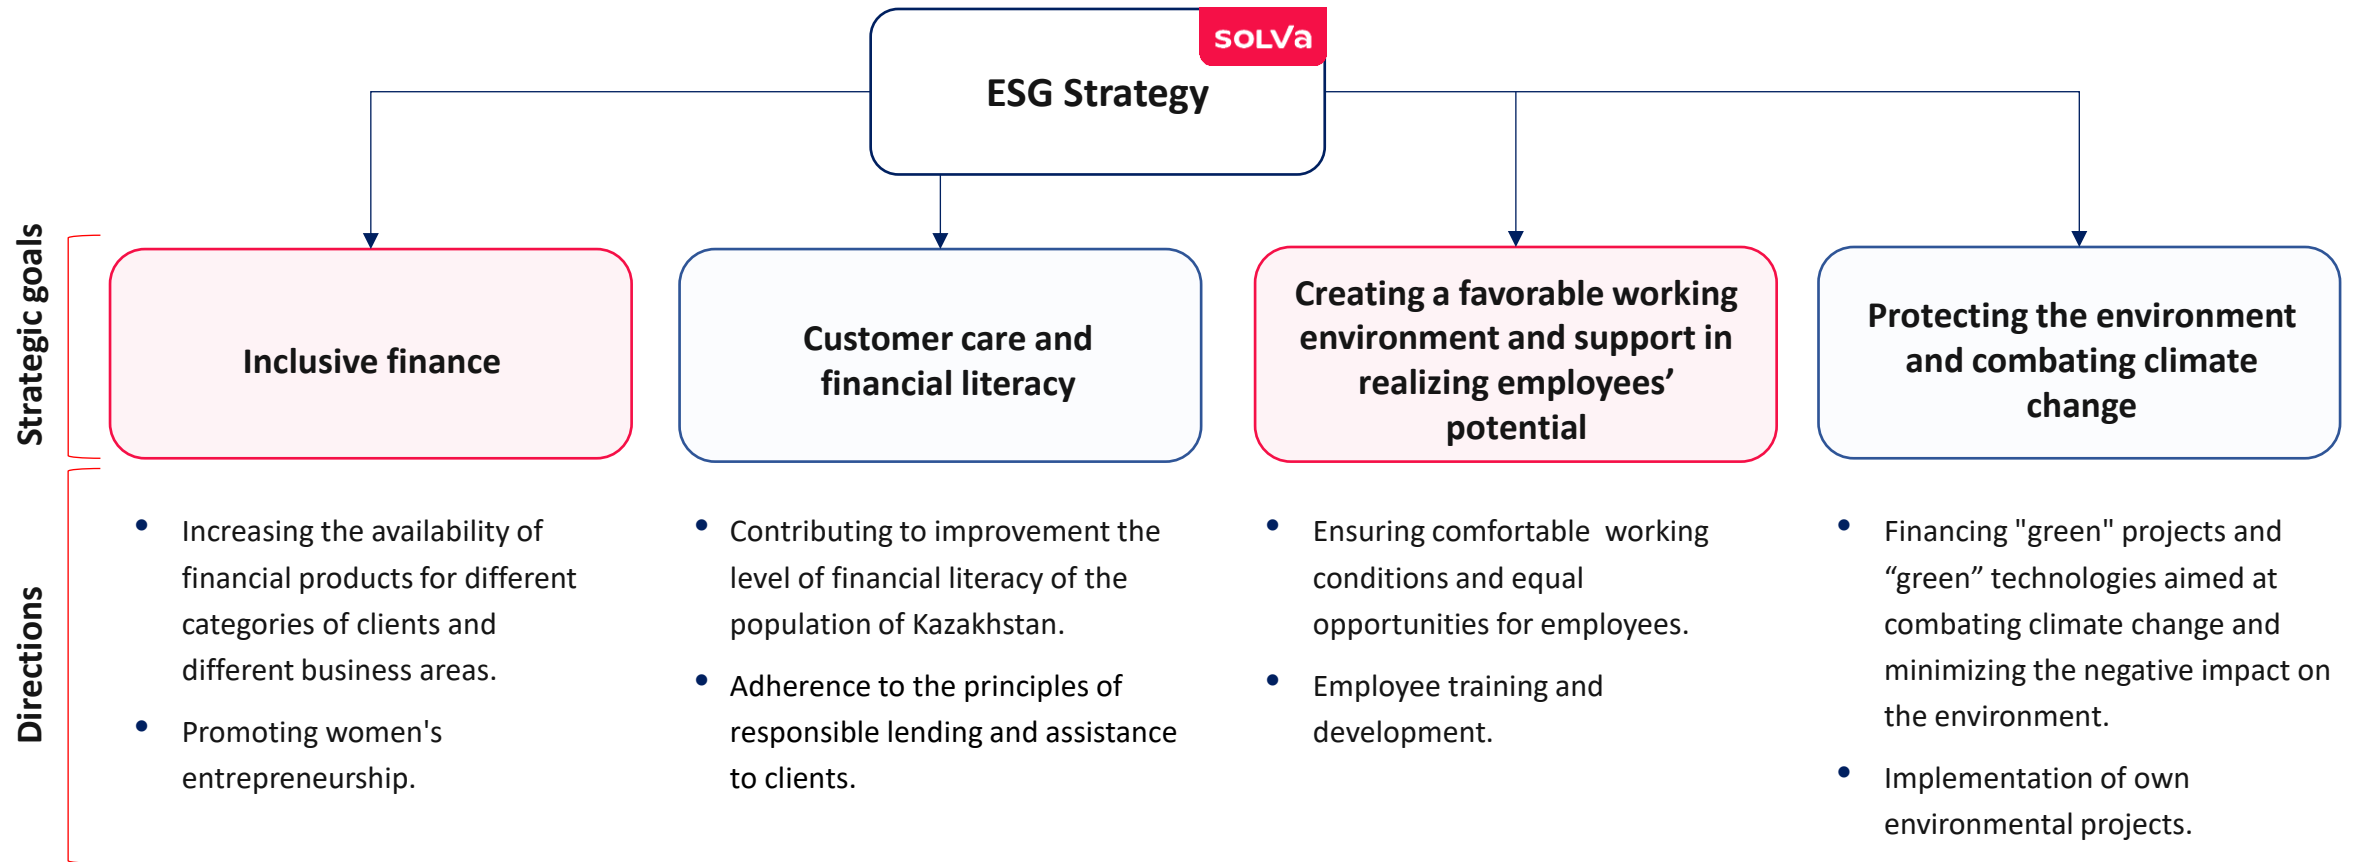 solva
ESG Strategy
Strategic goals
Inclusive finance
Customer care and
financial literacy
Creating a favorable working
environment and support in
realizing employees’
potential
Protecting the environment
and combating climate
change
Directions
• Increasing the availability of
financial products for different
categories of clients and
different business areas.
• Promoting women's
entrepreneurship.
• Contributing to improvement the
level of financial literacy of the
population of Kazakhstan.
• Adherence to the principles of
responsible lending and assistance
to clients.
• Ensuring comfortable  working
conditions and equal
opportunities for employees.
• Employee training and
development.
• Financing "green" projects and
“green” technologies aimed at
combating climate change and
minimizing the negative impact on
the environment.
• Implementation of own
environmental projects.